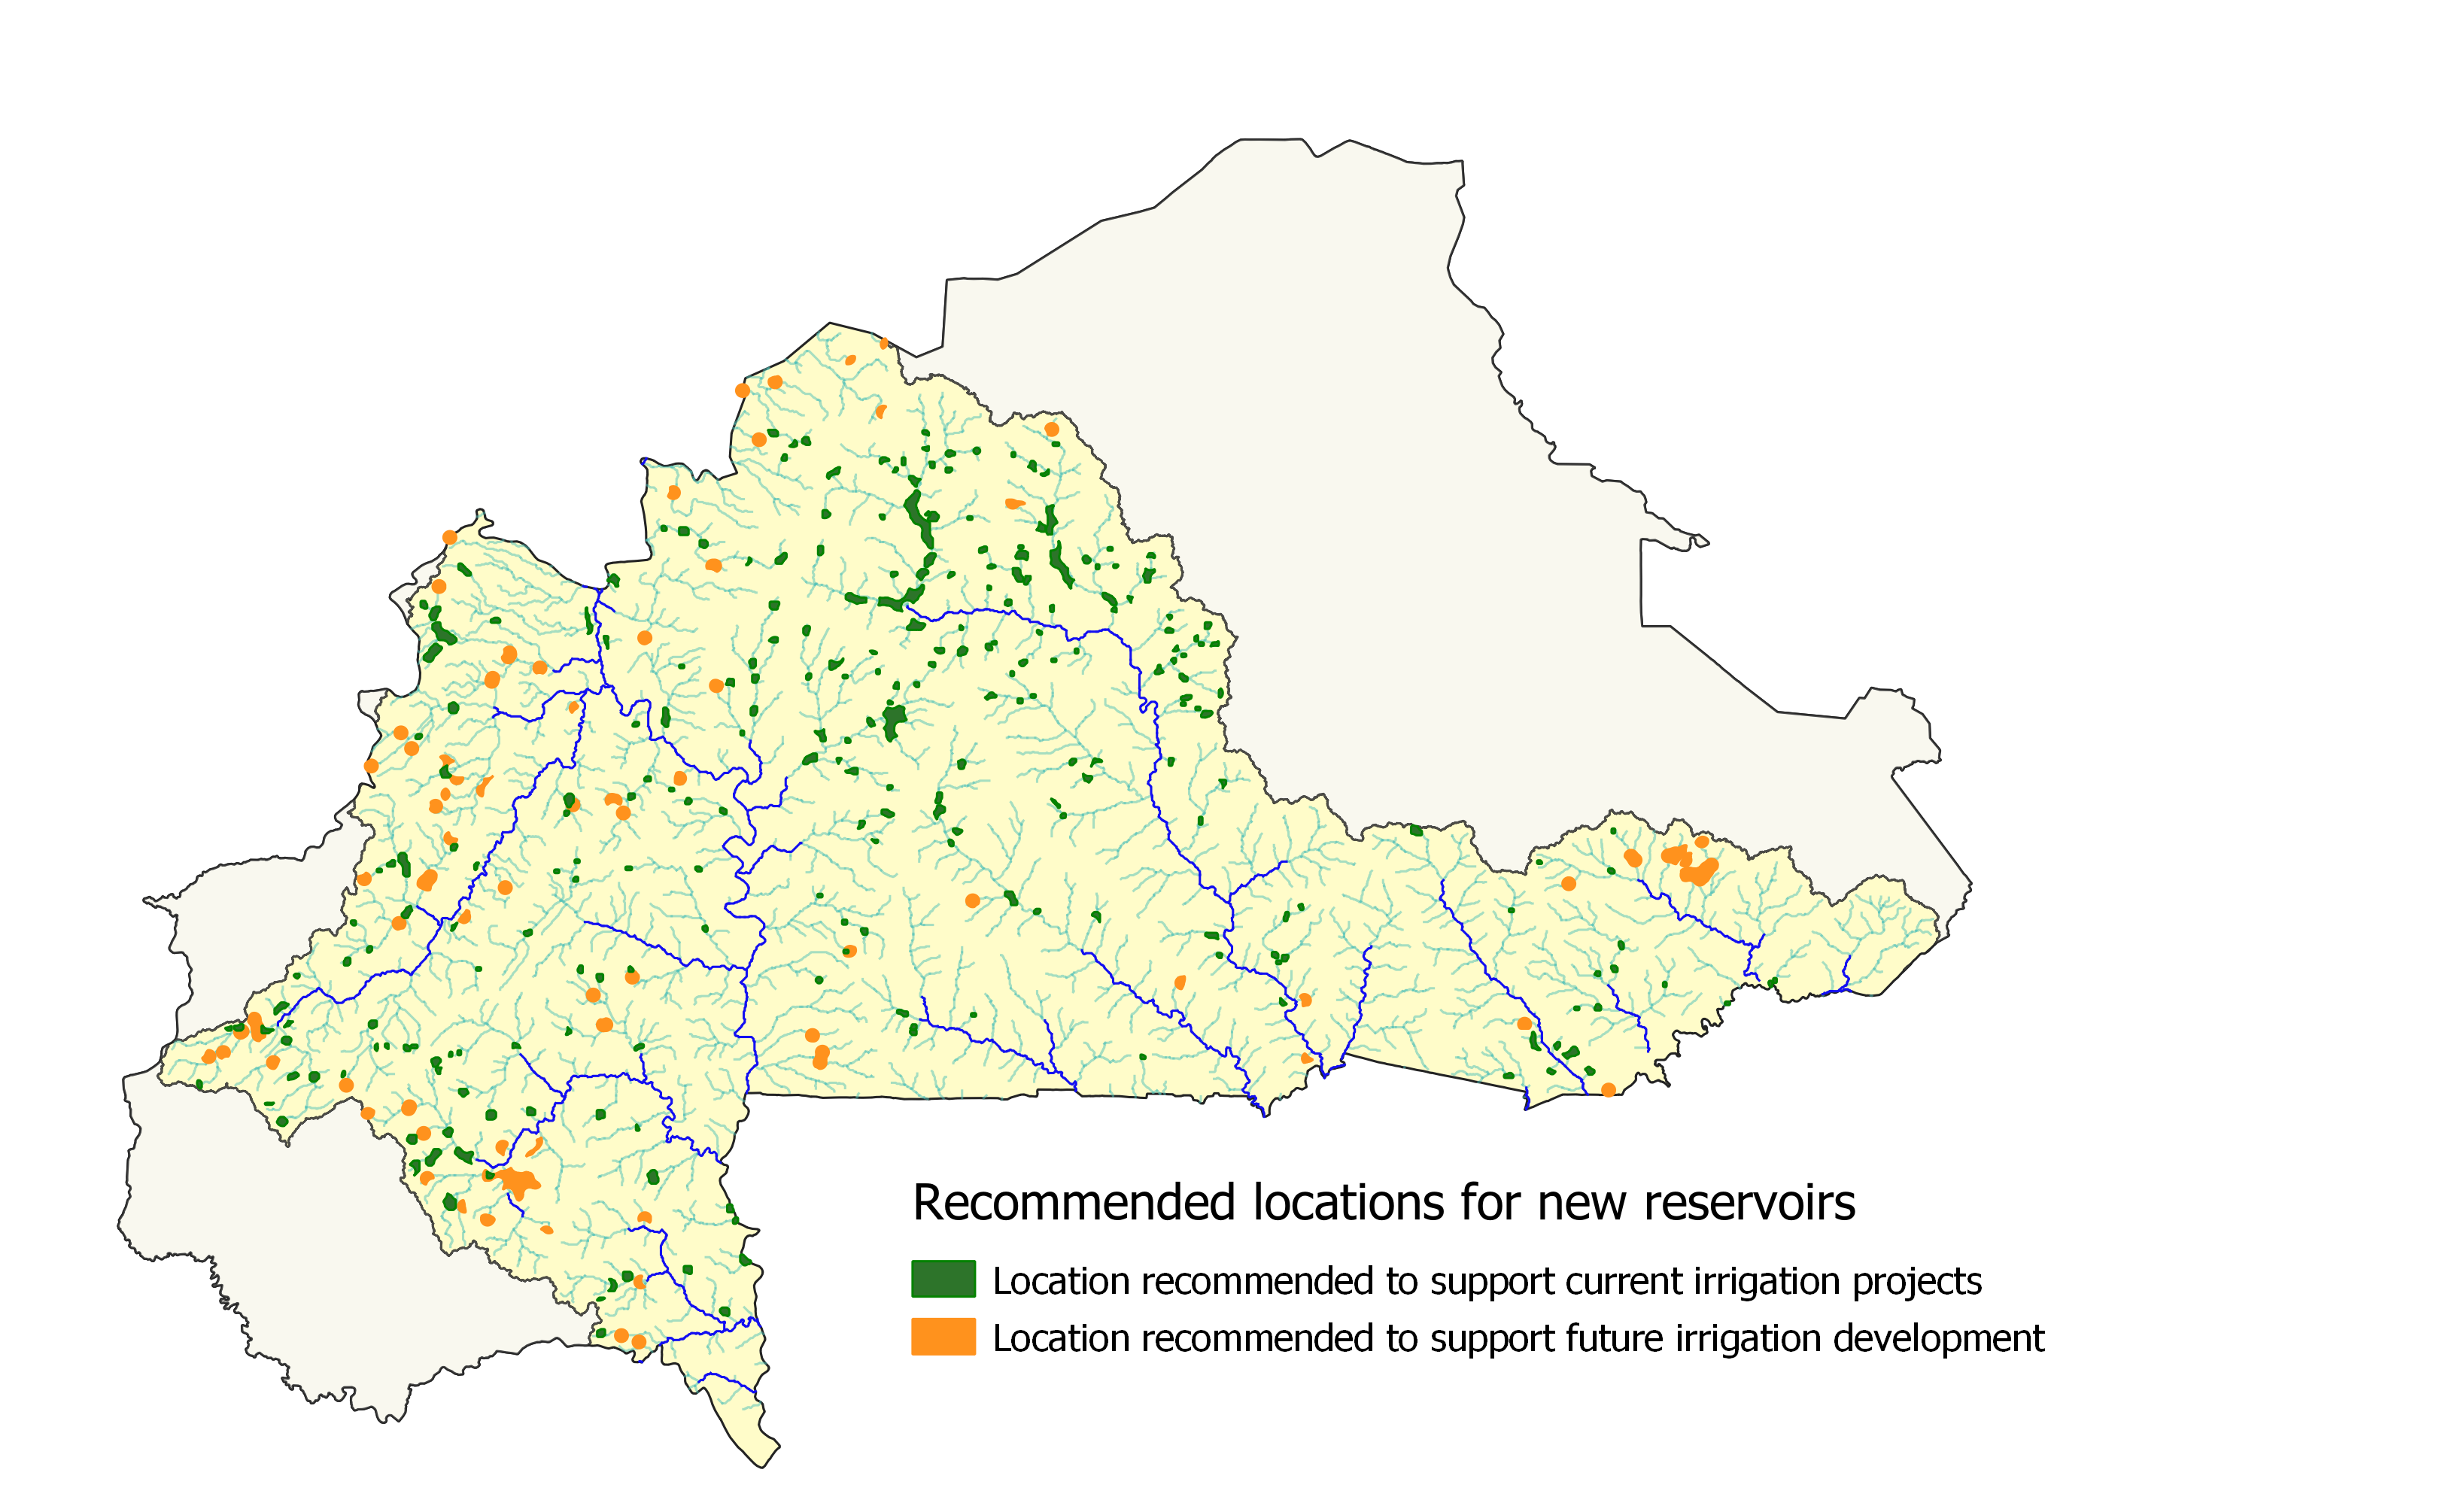 Recommended locations for new reservoirs
Location recommended to support current irrigation projects
Location recommended to support future irrigation development